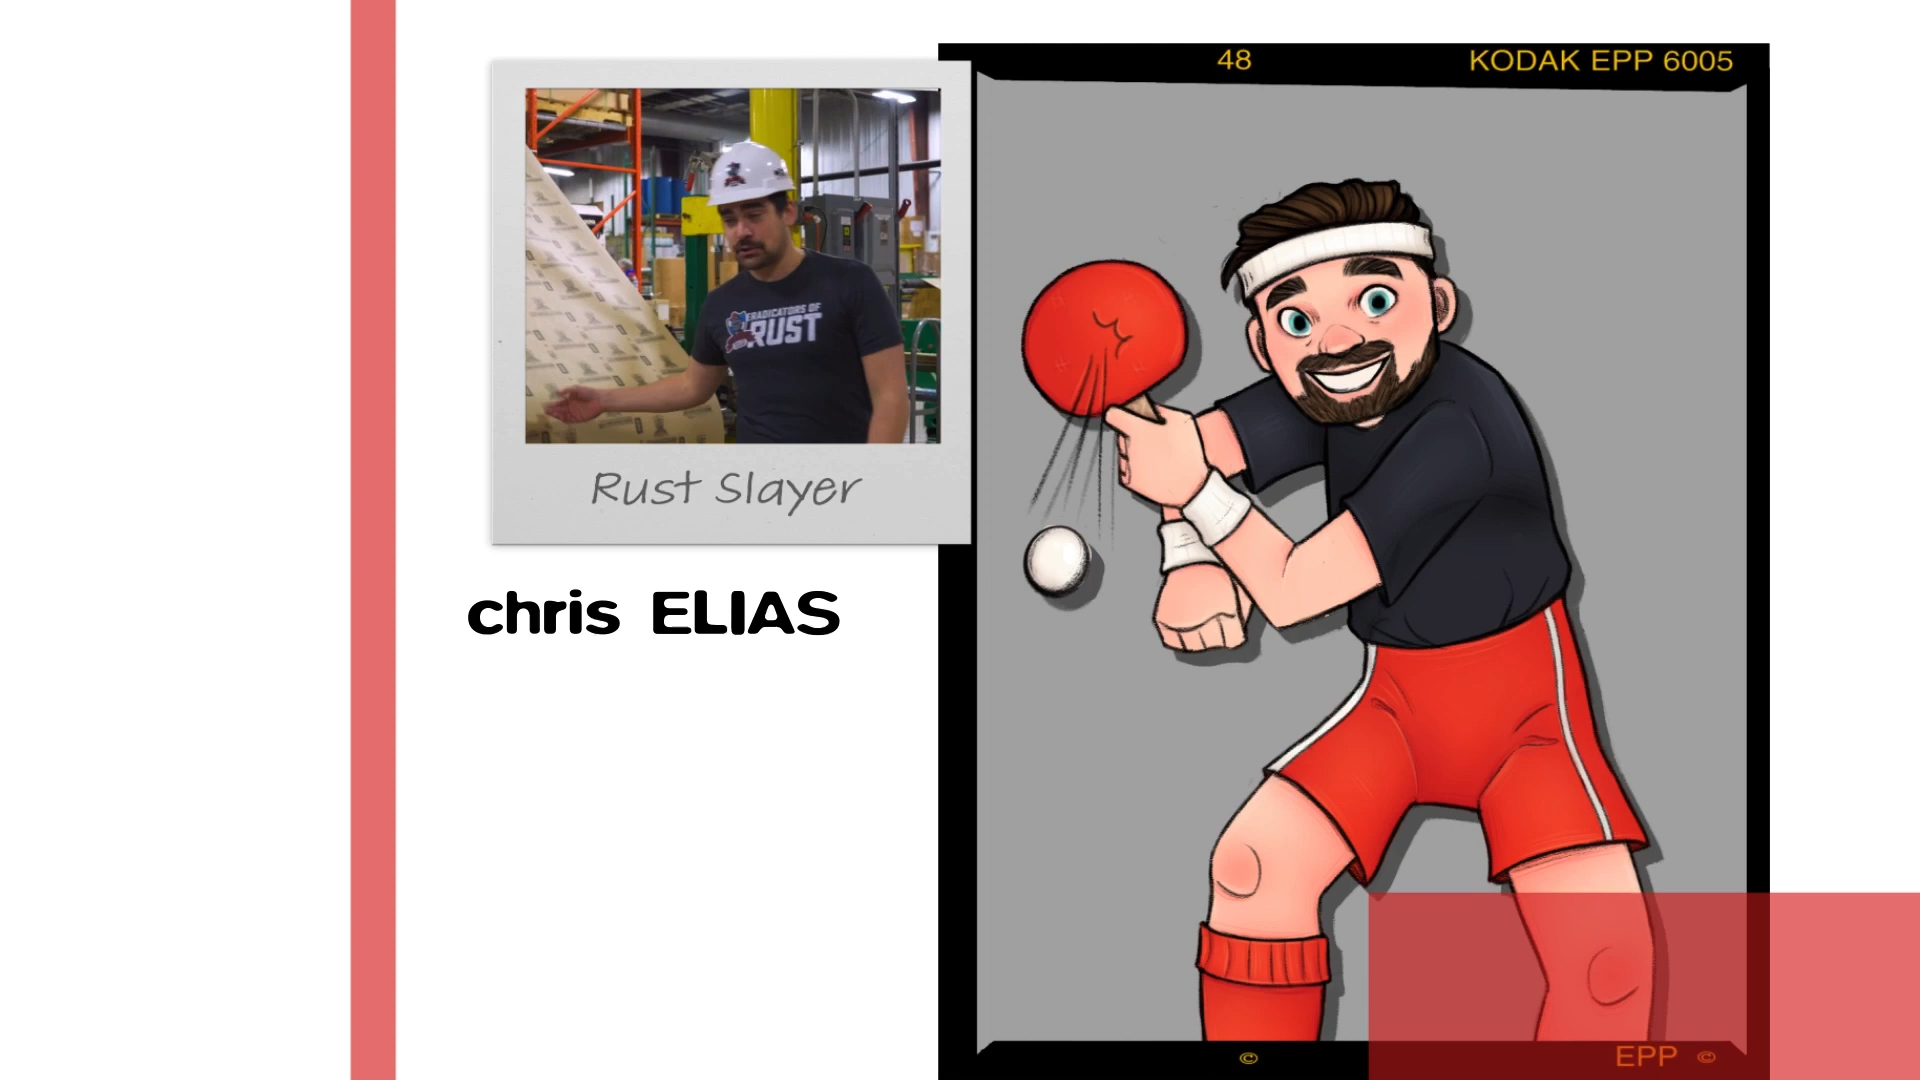 48
KODAK EPP 6005
ERADICATORS OF
RUST
Rust Slayer
chris ELIAS
©
EPP ©